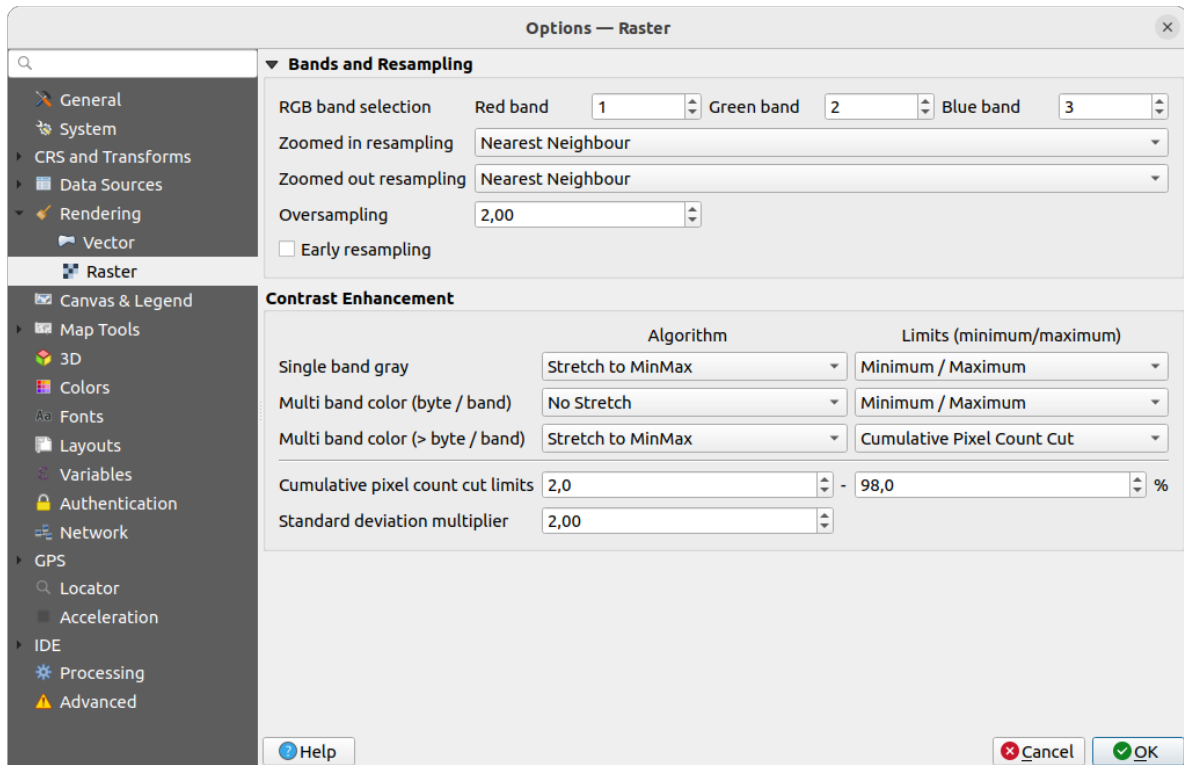 Options — Raster
General
System
CRS and Transforms
Data Sources
Rendering
Vector
Raster
Canvas & Legend
Map Tools
3D
Colors
Fonts
Layouts
Variables
Authentication
Network
GPS
Locator
Acceleration
IDE
Processing
Advanced
Bands and Resampling
RGB band selection Red band 1 Green band 2 Blue band 3
Zoomed in resampling Nearest Neighbour
Zoomed out resampling Nearest Neighbour
Oversampling 2,00
Early resampling
Contrast Enhancement
Algorithm Limits (minimum/maximum)
Single band gray Stretch to MinMax Minimum / Maximum
Multi band color (byte / band) No Stretch Minimum / Maximum
Multi band color (> byte / band) Stretch to MinMax Cumulative Pixel Count Cut
Cumulative pixel count cut limits 2,0 - 98,0 %
Standard deviation multiplier 2,00
Help Cancel OK